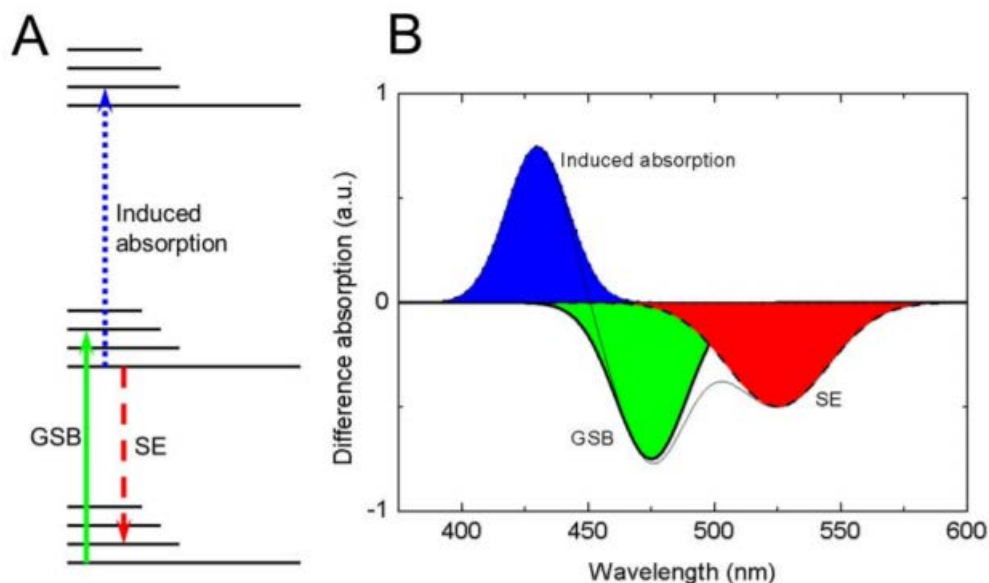 A
Induced
absorption
GSB
SE
B
Difference absorption (a.u.)
1
0
-1
Induced absorption
GSB
SE
400
450
500
550
600
Wavelength (nm)